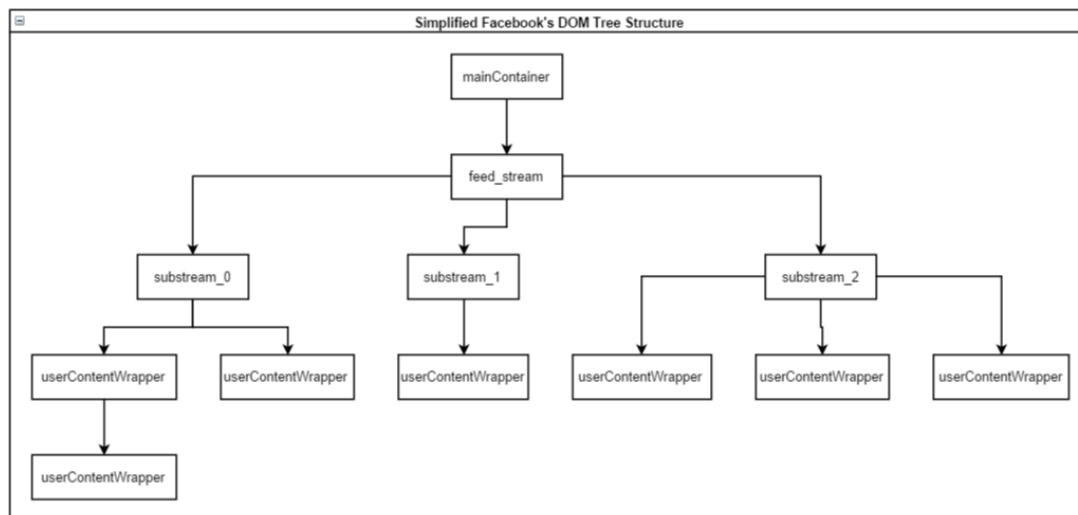 Simplified Facebook's DOM Tree Structure
mainContainer
feed_stream
substream_0
substream_1
substream_2
userContentWrapper
userContentWrapper
userContentWrapper
userContentWrapper
userContentWrapper
userContentWrapper
userContentWrapper